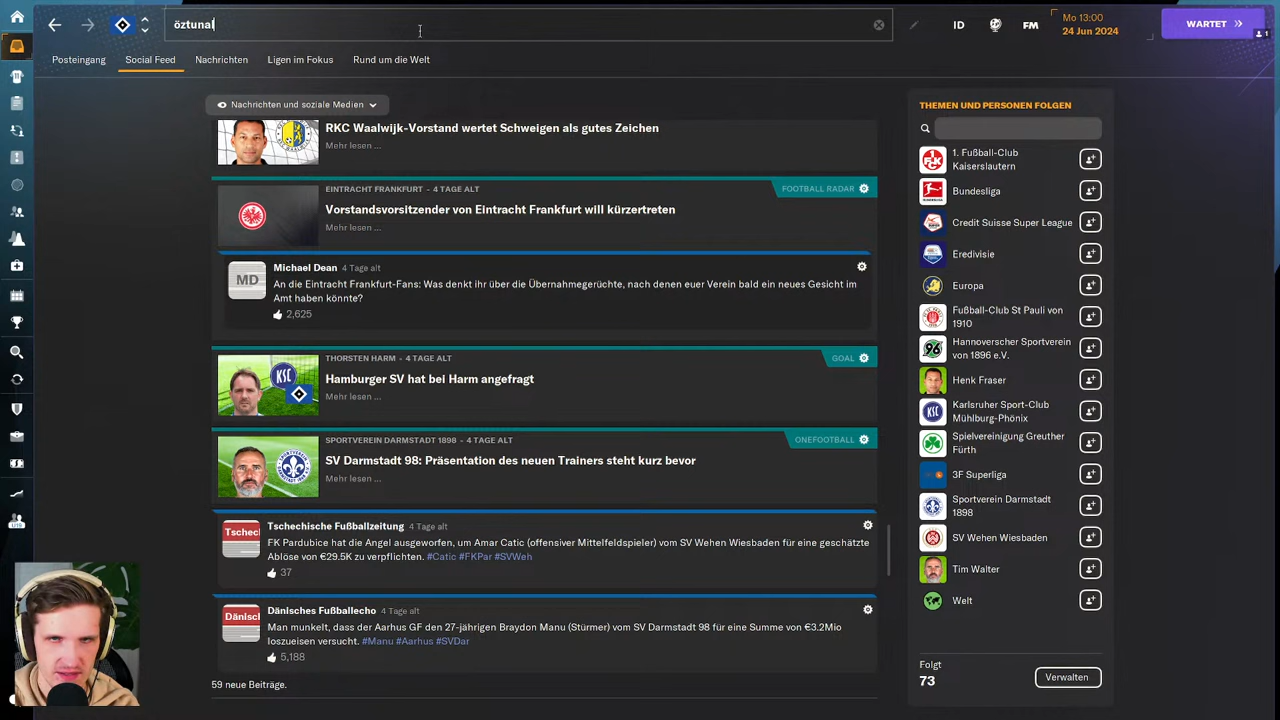 öztunal
ID
FM
Mo 13:00
24 Jun 2024
WARTET
1
Posteingang
Social Feed
Nachrichten
Ligen im Fokus
Rund um die Welt
Nachrichten und soziale Medien
RKC Waalwijk-Vorstand wertet Schweigen als gutes Zeichen
Mehr lesen ...
EINTRACHT FRANKFURT - 4 TAGE ALT
FOOTBALL RADAR
Vorstandsvorsitzender von Eintracht Frankfurt will kürzertreten
Mehr lesen ...
MD
Michael Dean 4 Tage alt
An die Eintracht Frankfurt-Fans: Was denkt ihr über die Übernahmegerüchte, nach denen euer Verein bald ein neues Gesicht im
Amt haben könnte?
2,625
THORSTEN HARM - 4 TAGE ALT
GOAL
KSC
Hamburger SV hat bei Harm angefragt
Mehr lesen ...
SPORTVEREIN DARMSTADT 1898 - 4 TAGE ALT
ONEFOOTBALL
SV Darmstadt 98: Präsentation des neuen Trainers steht kurz bevor
Mehr lesen ...
Tschec
Tschechische Fußballzeitung 4 Tage alt
FK Pardubice hat die Angel ausgeworfen, um Amar Catic (offensiver Mittelfeldspieler) vom SV Wehen Wiesbaden für eine geschätzte
Ablöse von €29.5K zu verpflichten. #Catic #FKPar #SVWeh
37
Dänisc
Dänisches Fußballecho 4 Tage alt
Man munkelt, dass der Aarhus GF den 27-jährigen Braydon Manu (Stürmer) vom SV Darmstadt 98 für eine Summe von €3.2Mio
loszueisen versucht. #Manu #Aarhus #SVDar
5,188
59 neue Beiträge.
THEMEN UND PERSONEN FOLGEN
1. Fußball-Club
Kaiserslautern
Bundesliga
Credit Suisse Super League
Eredivisie
Europa
Fußball-Club St Pauli von
1910
Hannoverscher Sportverein
von 1896 e.V.
Henk Fraser
Karlsruher Sport-Club
Mühlburg-Phönix
Spielvereinigung Greuther
Fürth
3F Superliga
Sportverein Darmstadt
1898
SV Wehen Wiesbaden
Tim Walter
Welt
Folgt
73
Verwalten
U19